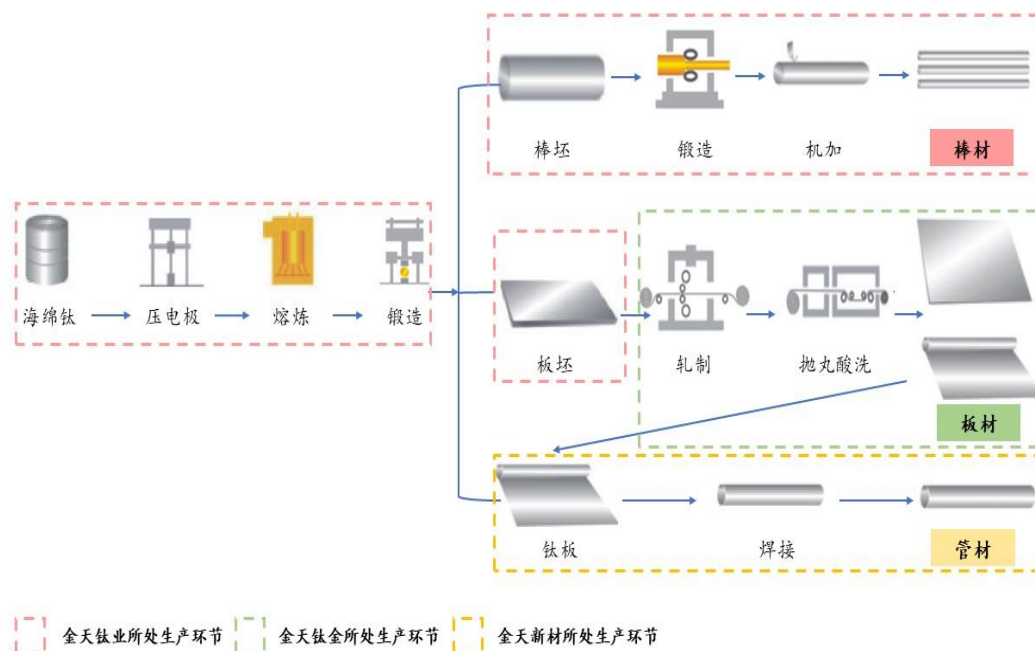 棒坯
锻造
机加
棒材
海绵钛
压电极
熔炼
锻造
板坯
轧制
抛丸酸洗
板材
钛板
焊接
管材
金天钛业所处生产环节
金天钛金所处生产环节
金天新材所处生产环节